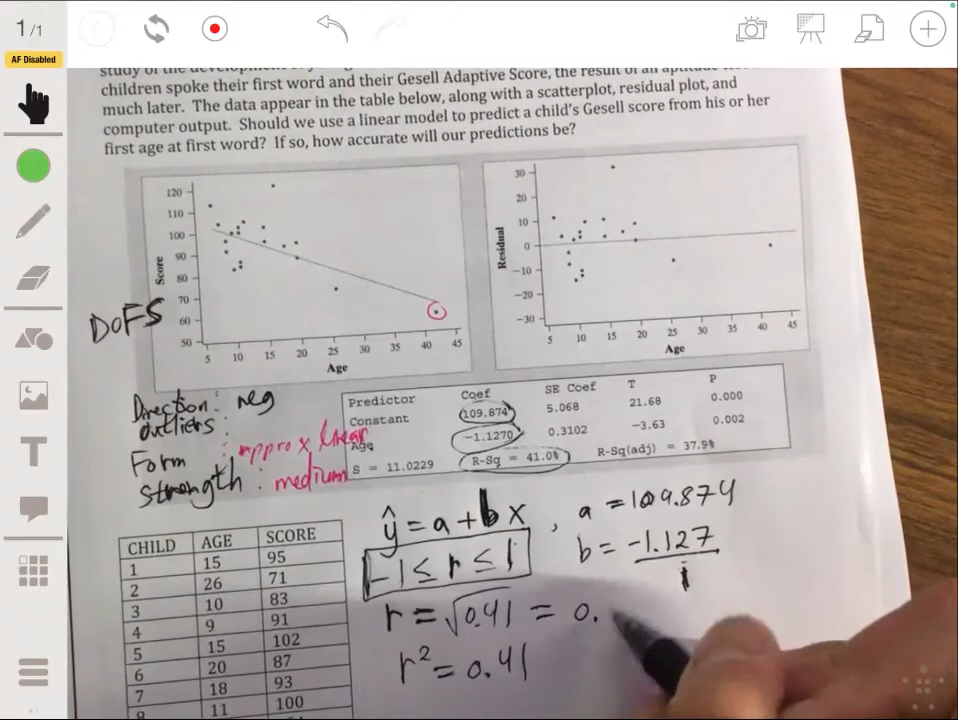 1/1
AF Disabled
study of the development of
children spoke their first word and their Gesell Adaptive Score, the result of an aptitude
much later. The data appear in the table below, along with a scatterplot, residual plot, and
computer output. Should we use a linear model to predict a child's Gesell score from his or her
first age at first word? If so, how accurate will our predictions be?
120
110
100
90
80
70
60
50
Score
5 10 15 20 25 30 35 40 45
Age
30
20
10
0
-10
-20
-30
Residual
5 10 15 20 25 30 35 40 45
Age
DOFS
Direction : neg
outliers :
Form : approx linear
strength : medium
Predictor Coef SE Coef T P
Constant 109.874 5.068 21.68 0.000
Age -1.1270 0.3102 -3.63 0.002
S = 11.0229 R-Sq = 41.0% R-Sq(adj) = 37.9%
ŷ = a + b x , a = 109.874
b = -1.127
1
-1 ≤ r ≤ 1
r = √0.41 = 0.
r² = 0.41
CHILD AGE SCORE
1 15 95
2 26 71
3 10 83
4 9 91
5 15 102
6 20 87
7 18 93
8 11 100
T